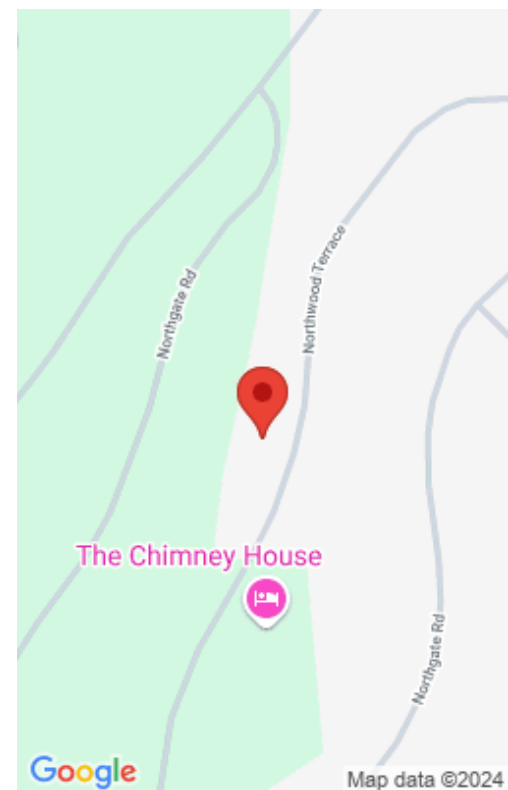 Northwood Terrace
Northgate Rd
The Chimney House
Northgate Rd
Google
Map data ©2024